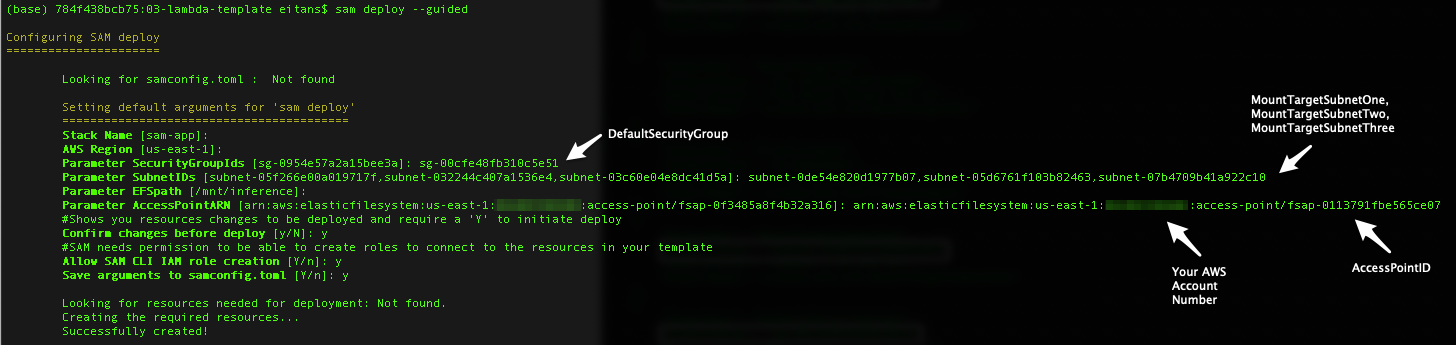 (base) 784f438bcb75:03-lambda-template eitans$ sam deploy --guided
Configuring SAM deploy
======================
Looking for samconfig.toml :  Not found
Setting default arguments for 'sam deploy'
=========================================
Stack Name [sam-app]:
AWS Region [us-east-1]:
Parameter SecurityGroupIds [sg-0954e57a2a15bee3a]: sg-00cfe48fb310c5e51
Parameter SubnetIDs [subnet-05f266e00a019717f,subnet-032244c407a1536e4,subnet-03c60e04e8dc41d5a]: subnet-0de54e820d1977b07,subnet-05d6761f103b82463,subnet-07b4709b41a922c10
Parameter EFSpath [/mnt/inference]:
Parameter AccessPointARN [arn:aws:elasticfilesystem:us-east-1: :access-point/fsap-0f3485a8f4b32a316]: arn:aws:elasticfilesystem:us-east-1: :access-point/fsap-0113791fbe565ce07
#Shows you resources changes to be deployed and require a 'Y' to initiate deploy
Confirm changes before deploy [y/N]: y
#SAM needs permission to be able to create roles to connect to the resources in your template
Allow SAM CLI IAM role creation [Y/n]: y
Save arguments to samconfig.toml [Y/n]: y
Looking for resources needed for deployment: Not found.
Creating the required resources...
Successfully created!
DefaultSecurityGroup
MountTargetSubnetOne,
MountTargetSubnetTwo,
MountTargetSubnetThree
Your AWS
Account
Number
AccessPointID